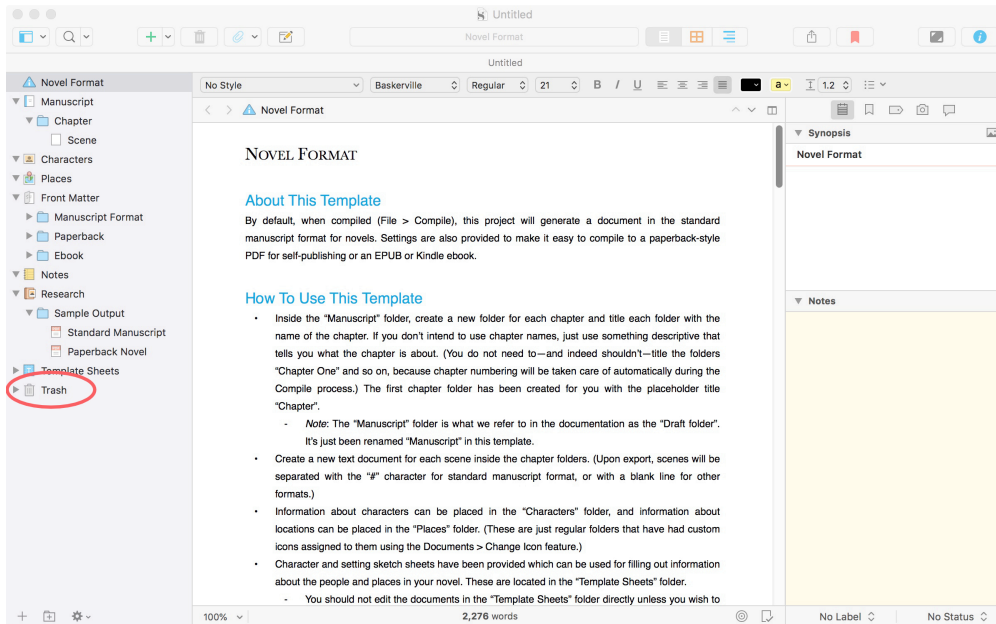 Untitled
Novel Format
Untitled
Novel Format
Manuscript
Chapter
Scene
Characters
Places
Front Matter
Manuscript Format
Paperback
Ebook
Notes
Research
Sample Output
Standard Manuscript
Paperback Novel
Template Sheets
Trash
No Style
Baskerville
Regular
21
B I U
a
1.2
Novel Format
NOVEL FORMAT
About This Template
By default, when compiled (File > Compile), this project will generate a document in the standard
manuscript format for novels. Settings are also provided to make it easy to compile to a paperback-style
PDF for self-publishing or an EPUB or Kindle ebook.
How To Use This Template
• Inside the “Manuscript” folder, create a new folder for each chapter and title each folder with the
name of the chapter. If you don’t intend to use chapter names, just use something descriptive that
tells you what the chapter is about. (You do not need to—and indeed shouldn’t—title the folders
“Chapter One” and so on, because chapter numbering will be taken care of automatically during the
Compile process.) The first chapter folder has been created for you with the placeholder title
“Chapter”.
- Note: The “Manuscript” folder is what we refer to in the documentation as the “Draft folder”.
It’s just been renamed “Manuscript” in this template.
• Create a new text document for each scene inside the chapter folders. (Upon export, scenes will be
separated with the “#” character for standard manuscript format, or with a blank line for other
formats.)
• Information about characters can be placed in the “Characters” folder, and information about
locations can be placed in the “Places” folder. (These are just regular folders that have had custom
icons assigned to them using the Documents > Change Icon feature.)
• Character and setting sketch sheets have been provided which can be used for filling out information
about the people and places in your novel. These are located in the “Template Sheets” folder.
- You should not edit the documents in the “Template Sheets” folder directly unless you wish to
100%
2,276 words
Synopsis
Novel Format
Notes
No Label
No Status